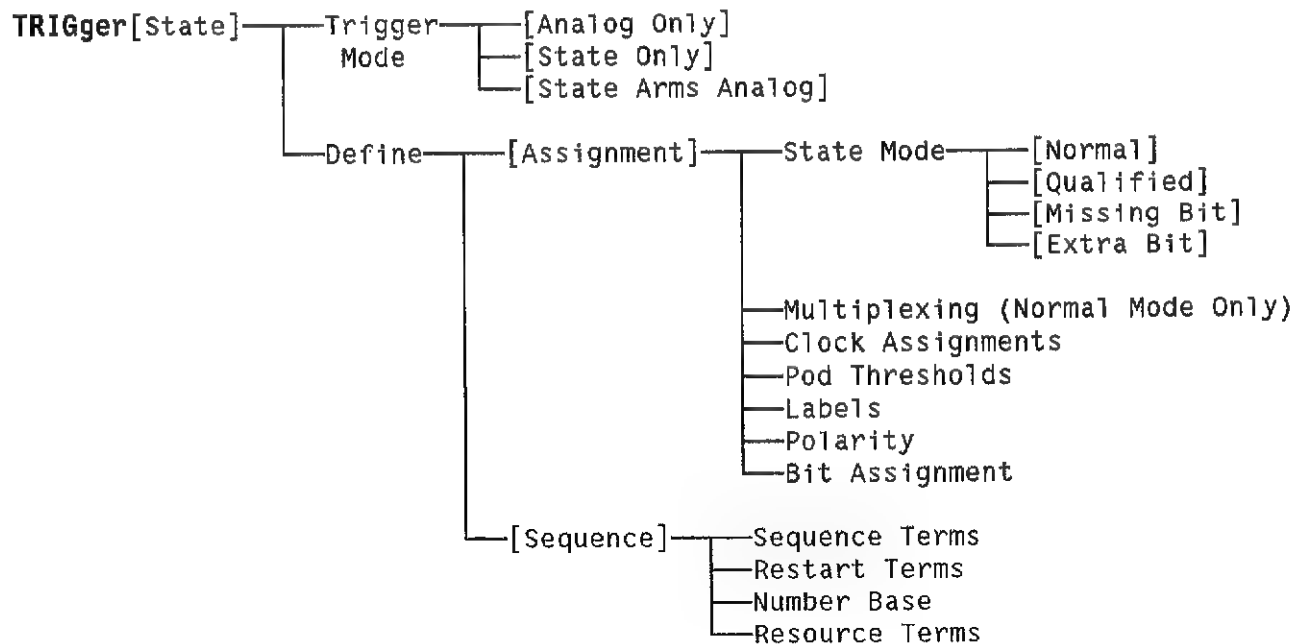 TRIGger[State] Trigger Mode [Analog Only]
[State Only]
[State Arms Analog]
Define [Assignment] State Mode [Normal]
[Qualified]
[Missing Bit]
[Extra Bit]
Multiplexing (Normal Mode Only)
Clock Assignments
Pod Thresholds
Labels
Polarity
Bit Assignment
[Sequence] Sequence Terms
Restart Terms
Number Base
Resource Terms